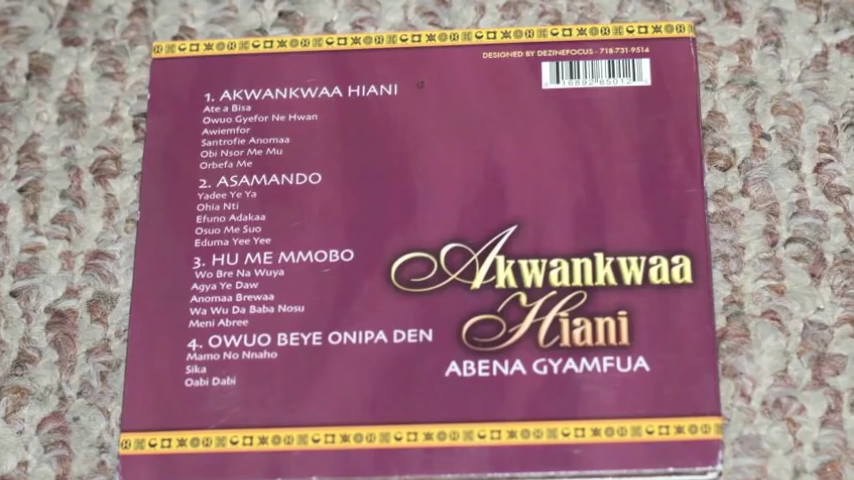 DESIGNED BY DEZINEFOCUS - 718-731-9514
1. AKWANKWAA HIANI
Ate a Bisa
Owuo Gyefor Ne Hwan
Awiemfor
Santrofie Anomaa
Obi Nsor Me Mu
Orbefa Me
2. ASAMANDO
Yadee Ye Ya
Ohia Nti
Efuno Adakaa
Osuo Me Suo
Eduma Yee Yee
3. HU ME MMOBO
Wo Bre Na Wuya
Agya Ye Daw
Anomaa Brewaa
Wa Wu Da Baba Nosu
Meni Abree
4. OWUO BEYE ONIPA DEN
Mamo No Nnaho
Sika
Dabi Dabi
Akwankwaa
Hiani
ABENA GYAMFUA